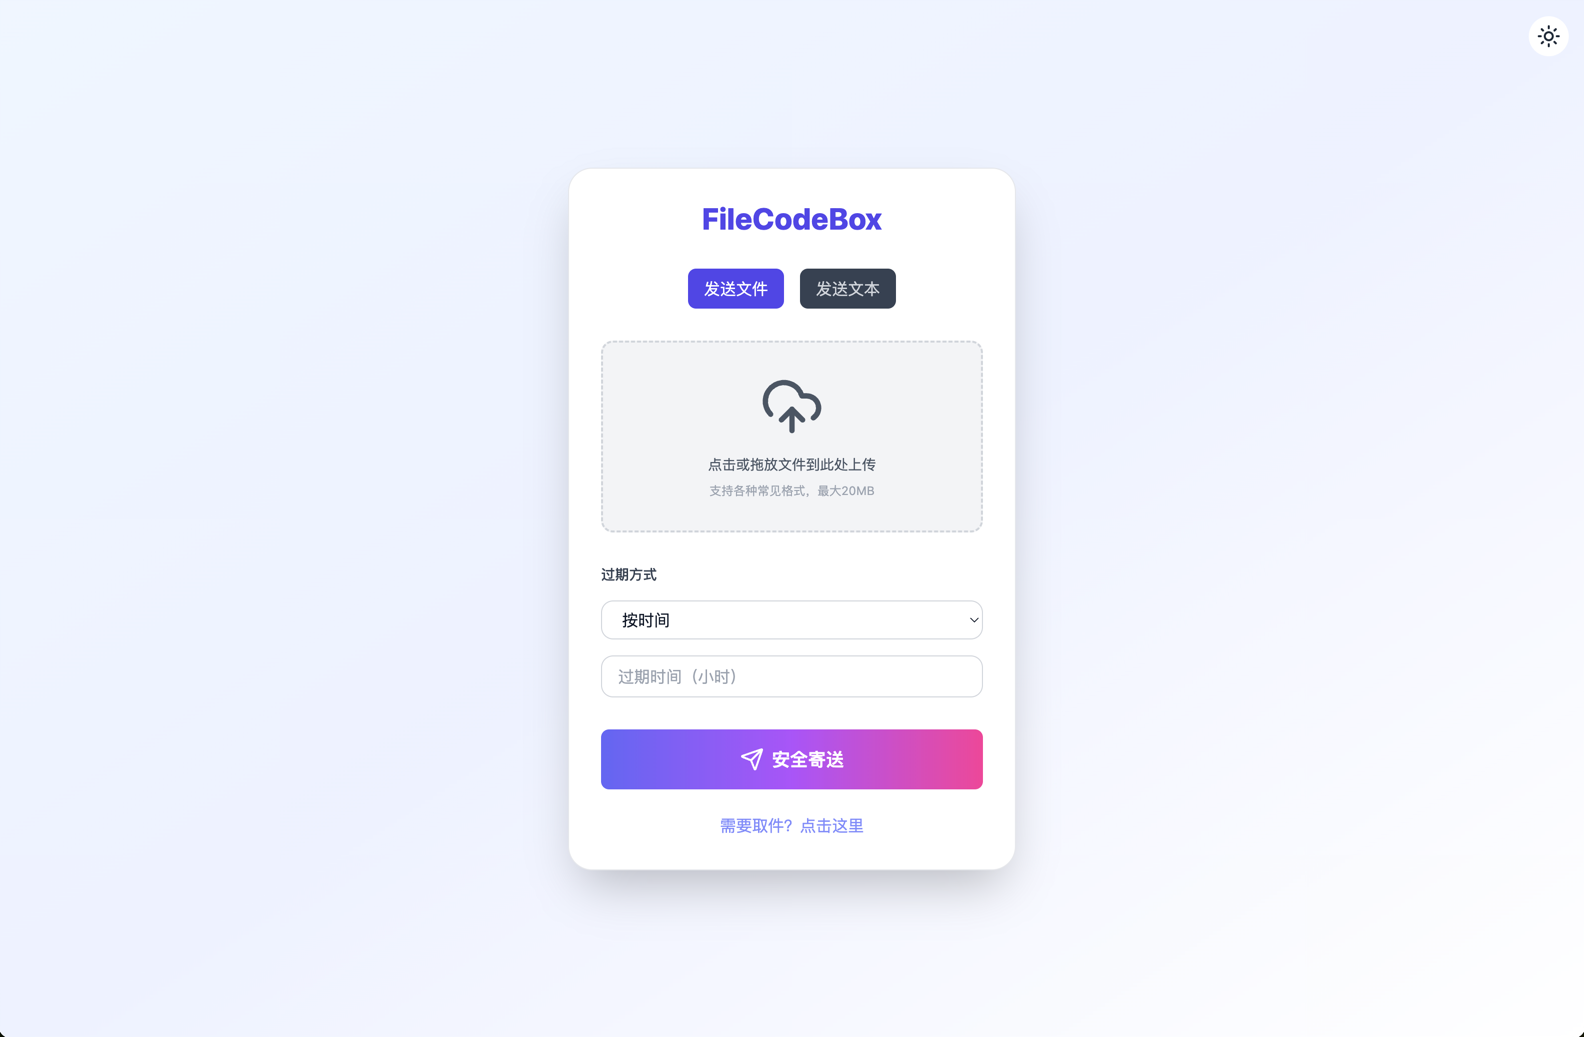 FileCodeBox
发送文件 发送文本
点击或拖放文件到此处上传
支持各种常见格式，最大20MB
过期方式
按时间
过期时间（小时）
安全寄送
需要取件？点击这里